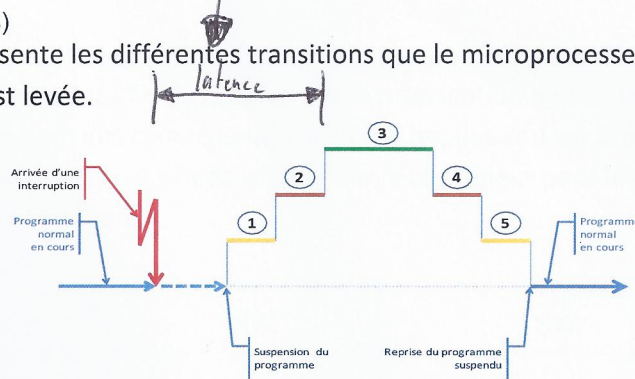 s)
sente les différentes transitions que le microprocesse
latence
st levée.
3
Arrivée d'une
interruption
2
4
Programme
normal
en cours
1
5
Programm
normal
en cours
Suspension du
programme
Reprise du programme
suspendu